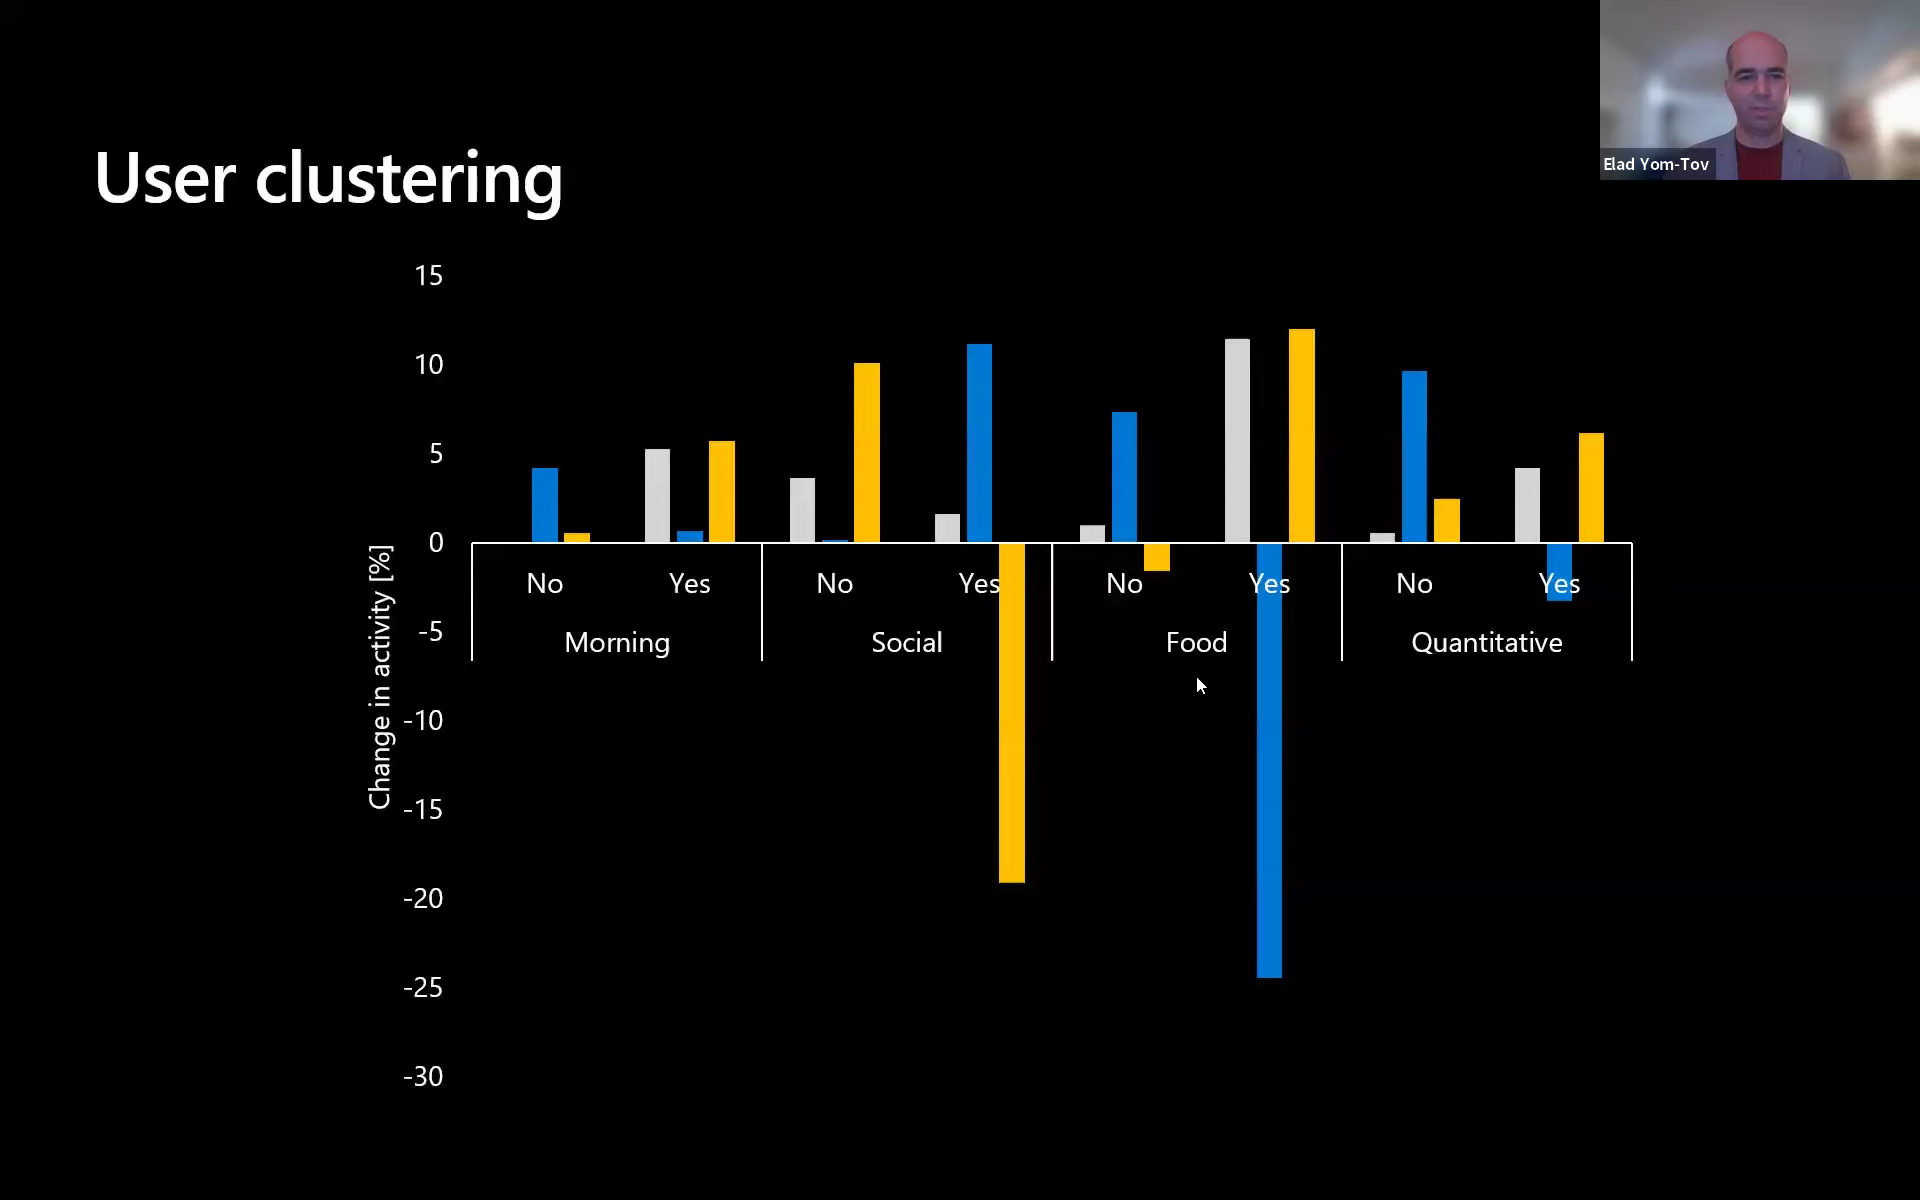 Elad Yom-Tov
User clustering
15
10
5
0
-5
-10
-15
-20
-25
-30
Change in activity [%]
No Yes No Yes No Yes No Yes
Morning Social Food Quantitative